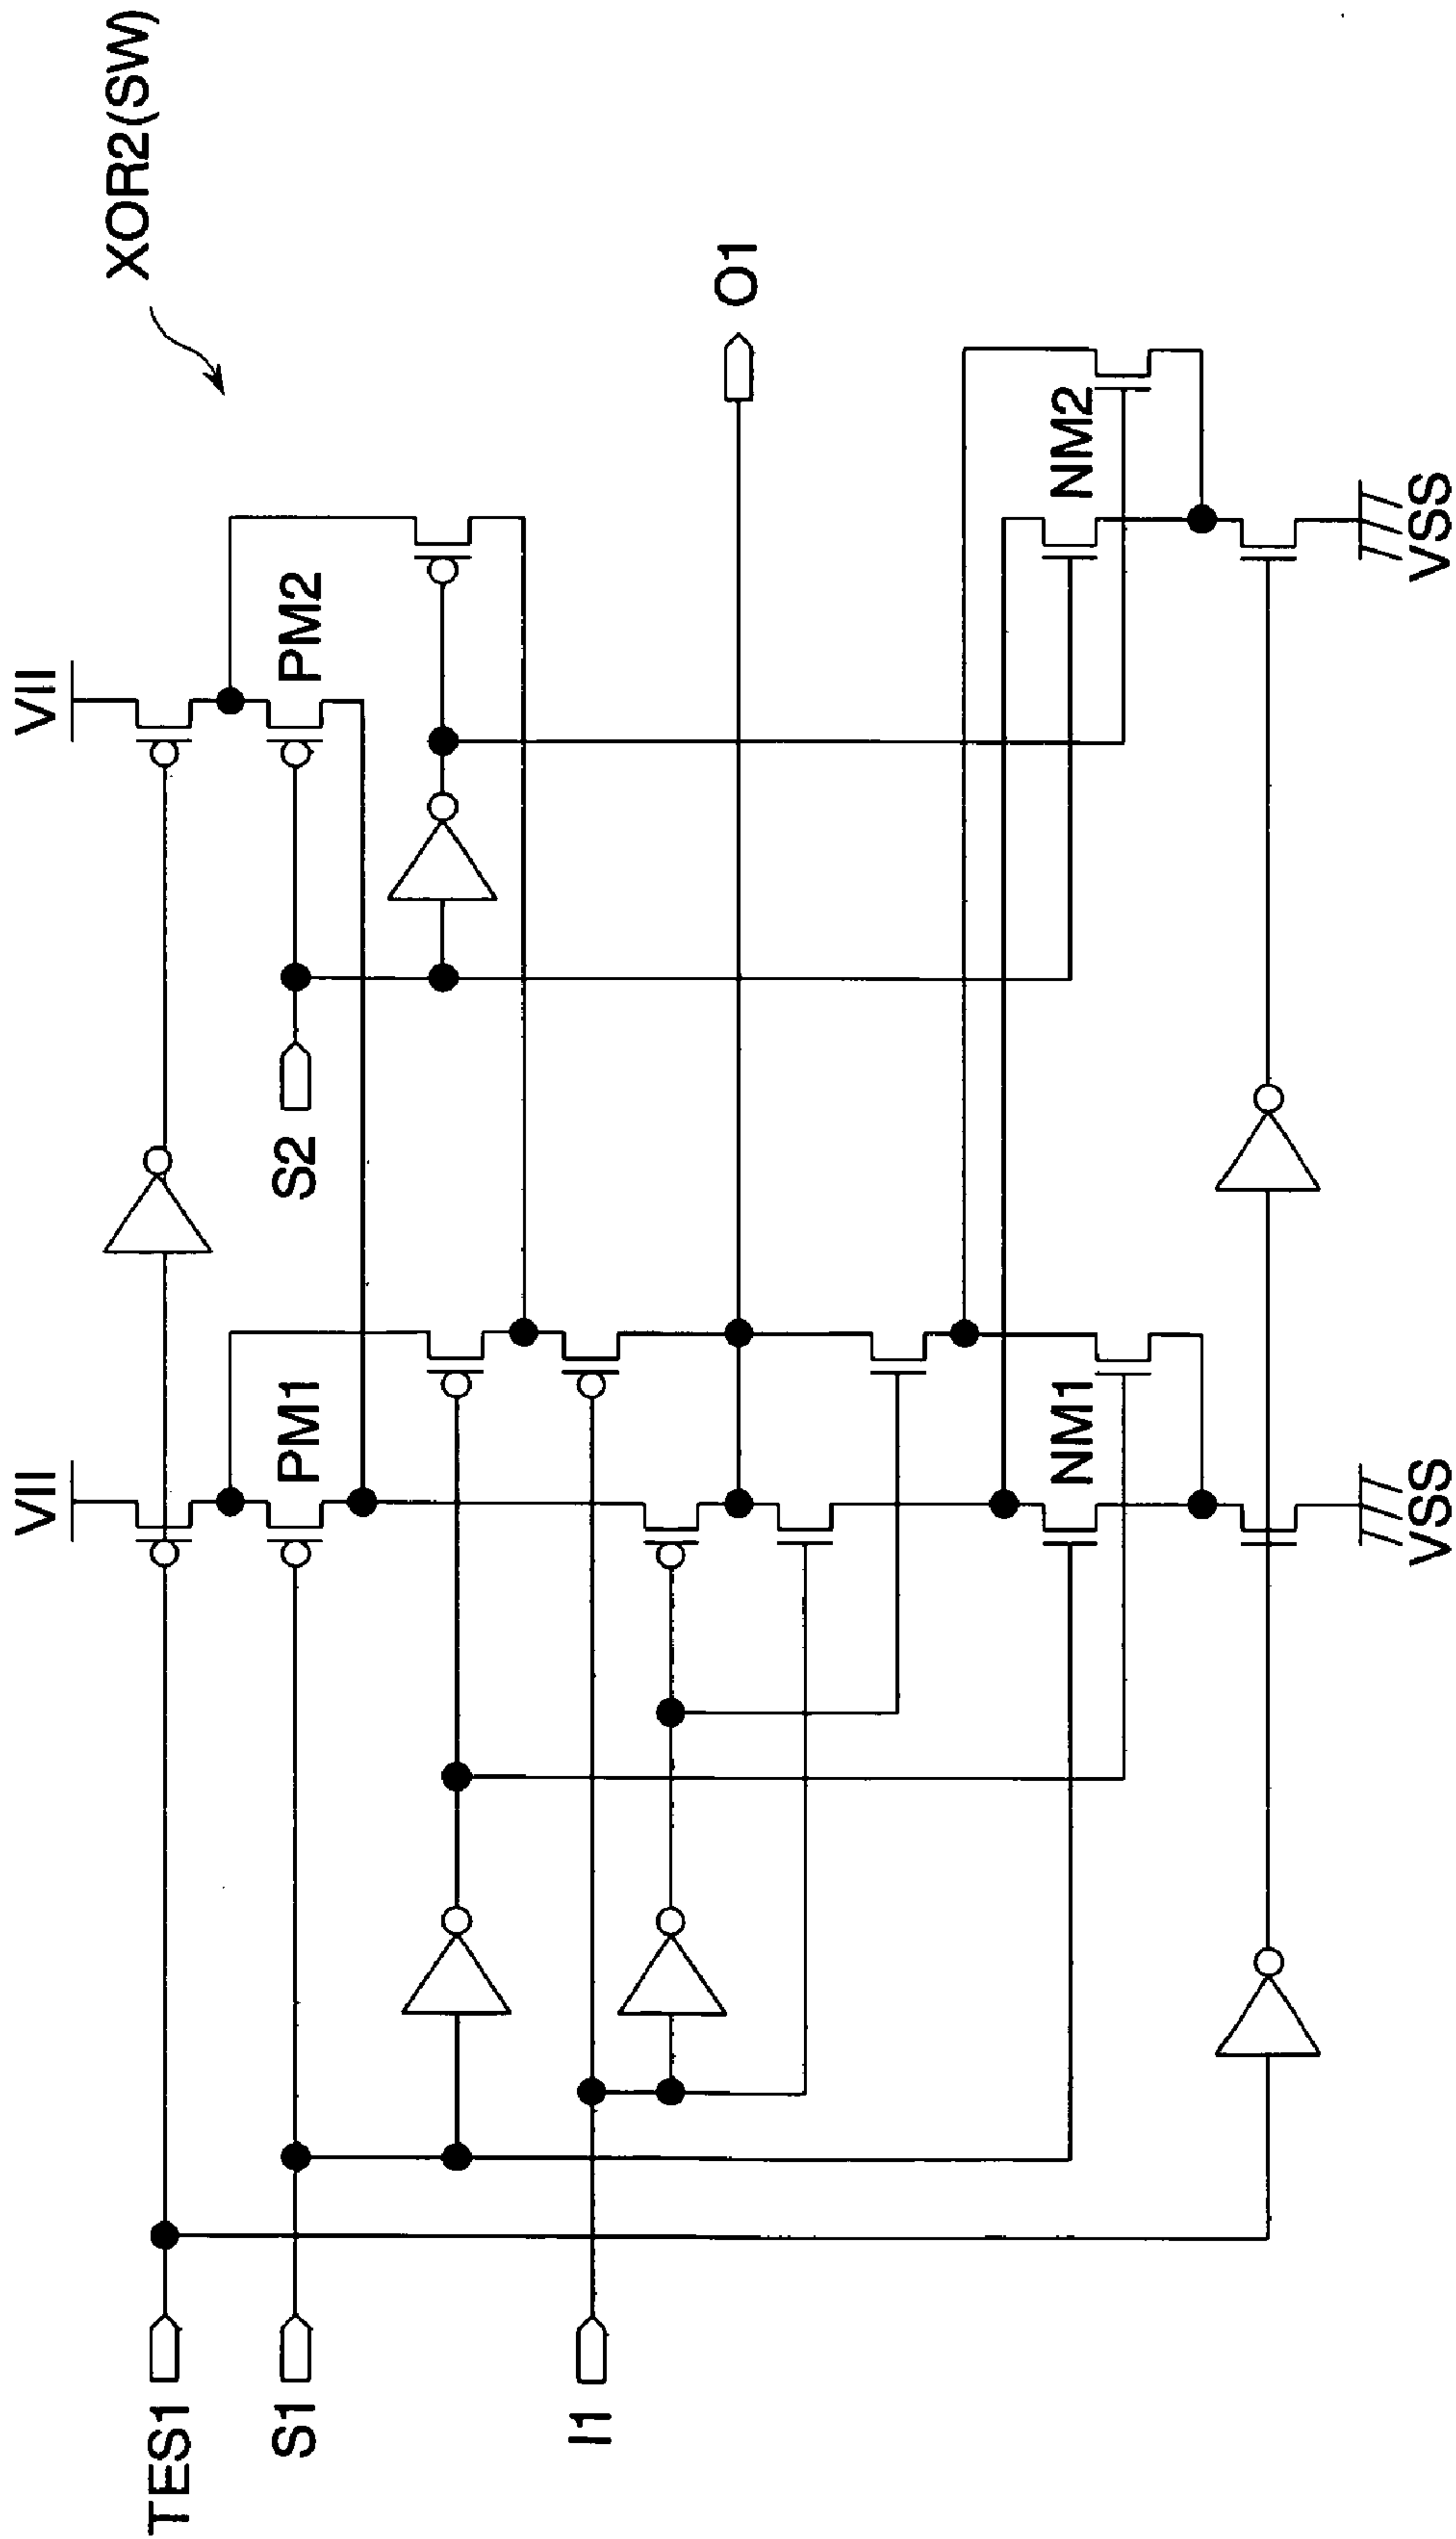 XOR2(SW)
VII
VII
TES1
PM1
PM2
S1
S2
I1
O1
NM1
NM2
VSS
VSS